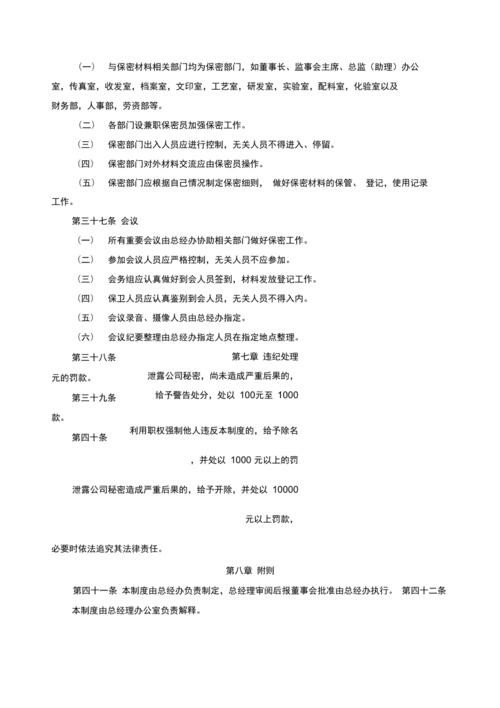 （一） 与保密材料相关部门均为保密部门，如董事长、监事会主席、总监（助理）办公
室，传真室，收发室，档案室，文印室，工艺室，研发室，实验室，配料室，化验室以及
财务部，人事部，劳资部等。
（二） 各部门设兼职保密员加强保密工作。
（三） 保密部门出入人员应进行控制，无关人员不得进入、停留。
（四） 保密部门对外材料交流应由保密员操作。
（五） 保密部门应根据自己情况制定保密细则， 做好保密材料的保管、 登记，使用记录
工作。
第三十七条 会议
（一） 所有重要会议由总经办协助相关部门做好保密工作。
（二） 参加会议人员应严格控制，无关人员不应参加。
（三） 会务组应认真做好到会人员签到，材料发放登记工作。
（四） 保卫人员应认真鉴别到会人员，无关人员不得入内。
（五） 会议录音、摄像人员由总经办指定。
（六） 会议纪要整理由总经办指定人员在指定地点整理。
第三十八条 第七章 违纪处理
泄露公司秘密，尚未造成严重后果的，
元的罚款。
第三十九条 给予警告处分，处以 100元至 1000
款。
利用职权强制他人违反本制度的，给予除名
第四十条
，并处以 1000 元以上的罚
泄露公司秘密造成严重后果的，给予开除，并处以 10000
元以上罚款，
必要时依法追究其法律责任。
第八章 附则
第四十一条 本制度由总经办负责制定，总经理审阅后报董事会批准由总经办执行。 第四十二条
本制度由总经理办公室负责解释。